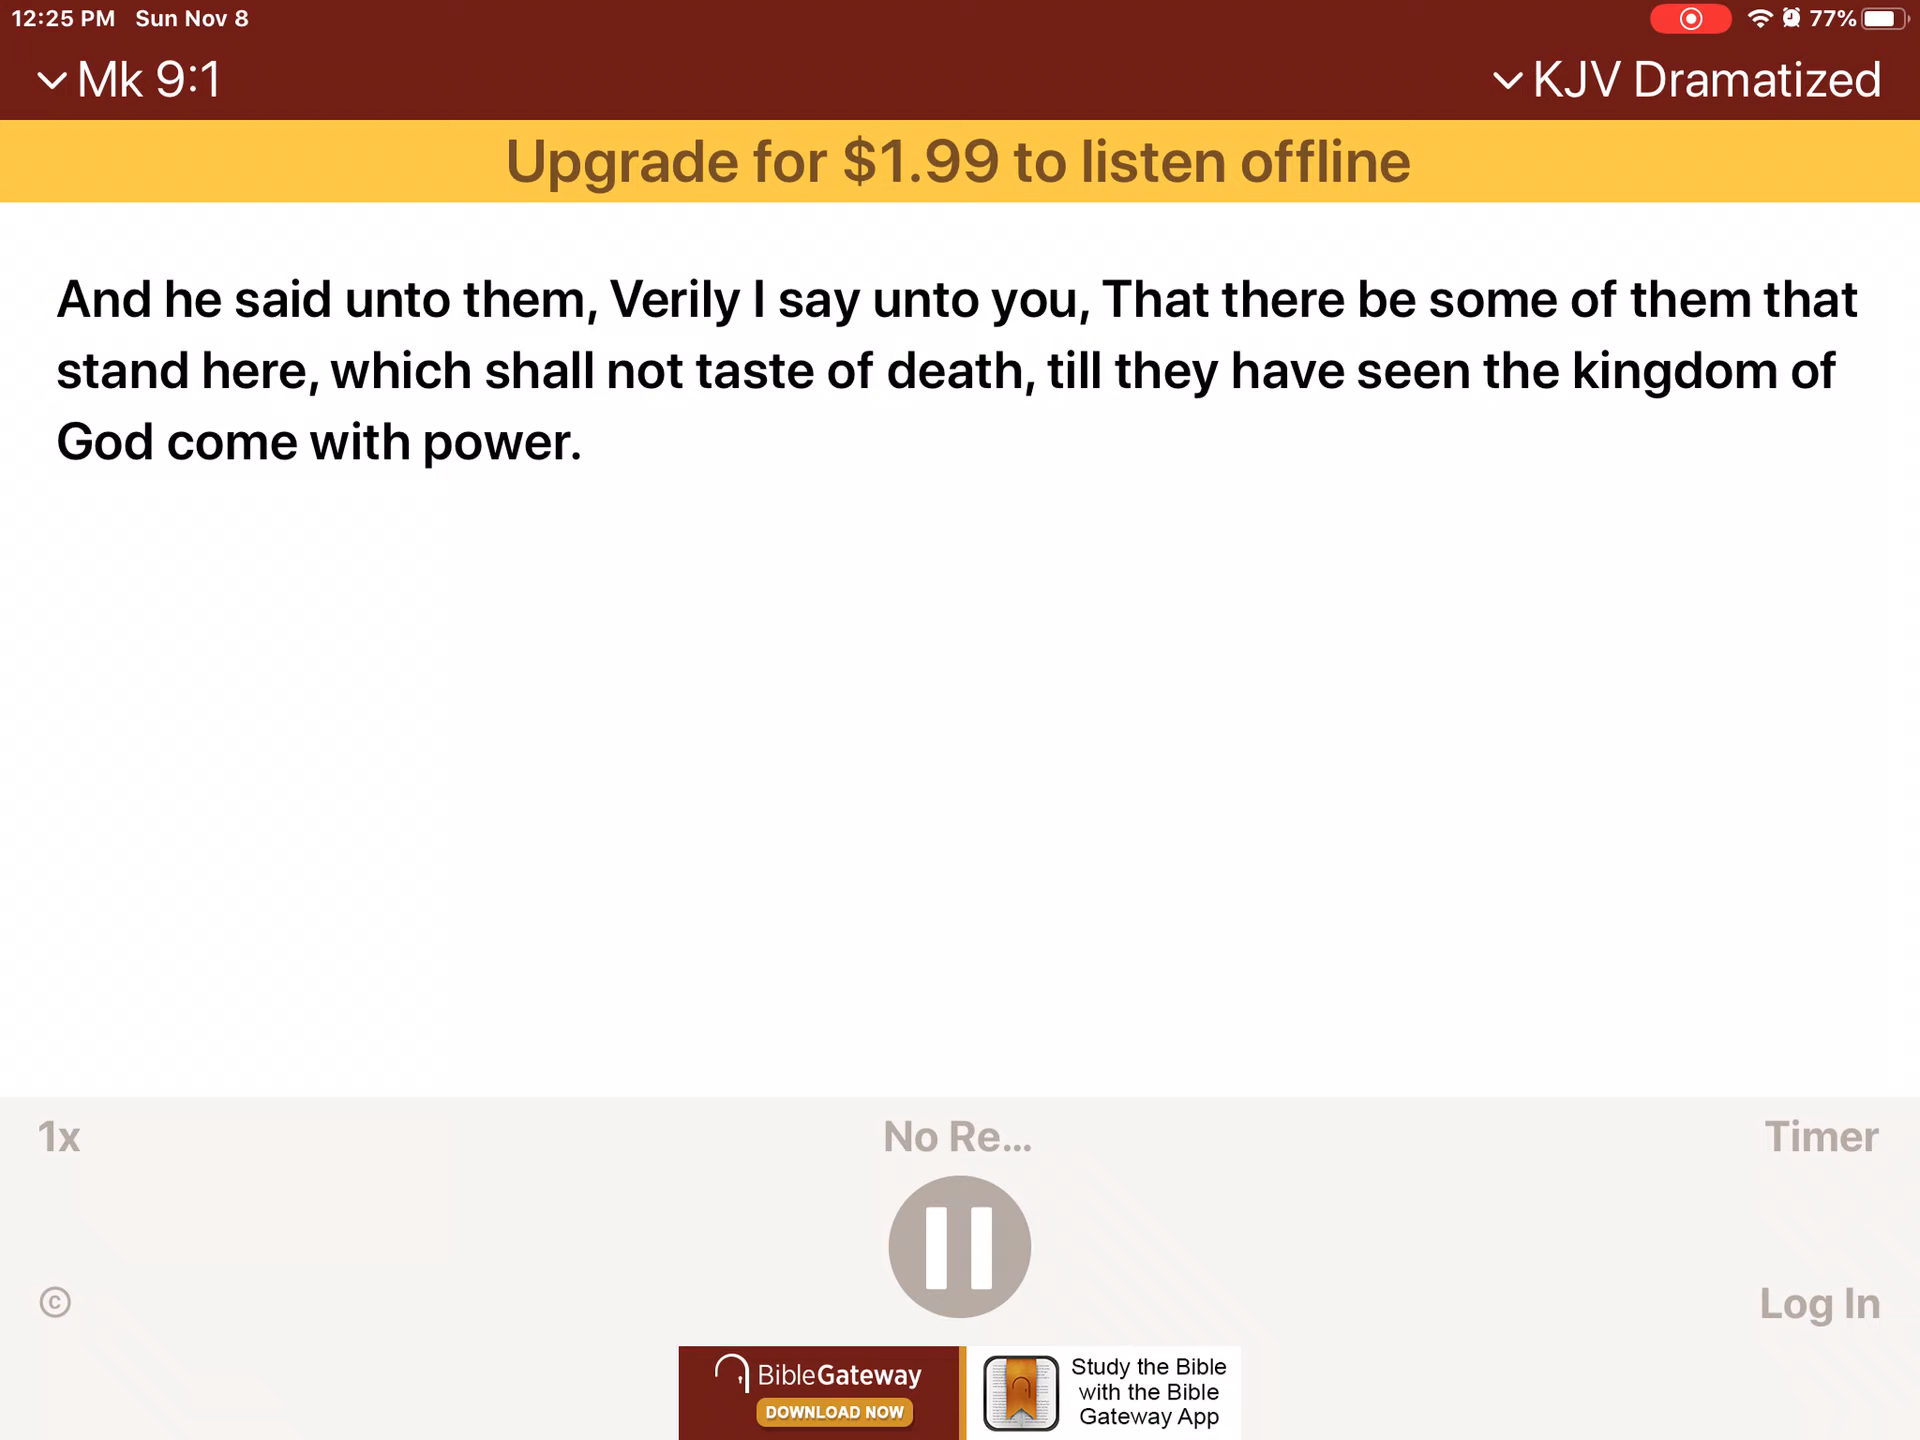 12:25 PM Sun Nov 8 77%
Mk 9:1 KJV Dramatized
Upgrade for $1.99 to listen offline
And he said unto them, Verily I say unto you, That there be some of them that
stand here, which shall not taste of death, till they have seen the kingdom of
God come with power.
1x No Re... Timer
© Log In
BibleGateway
DOWNLOAD NOW
Study the Bible
with the Bible
Gateway App